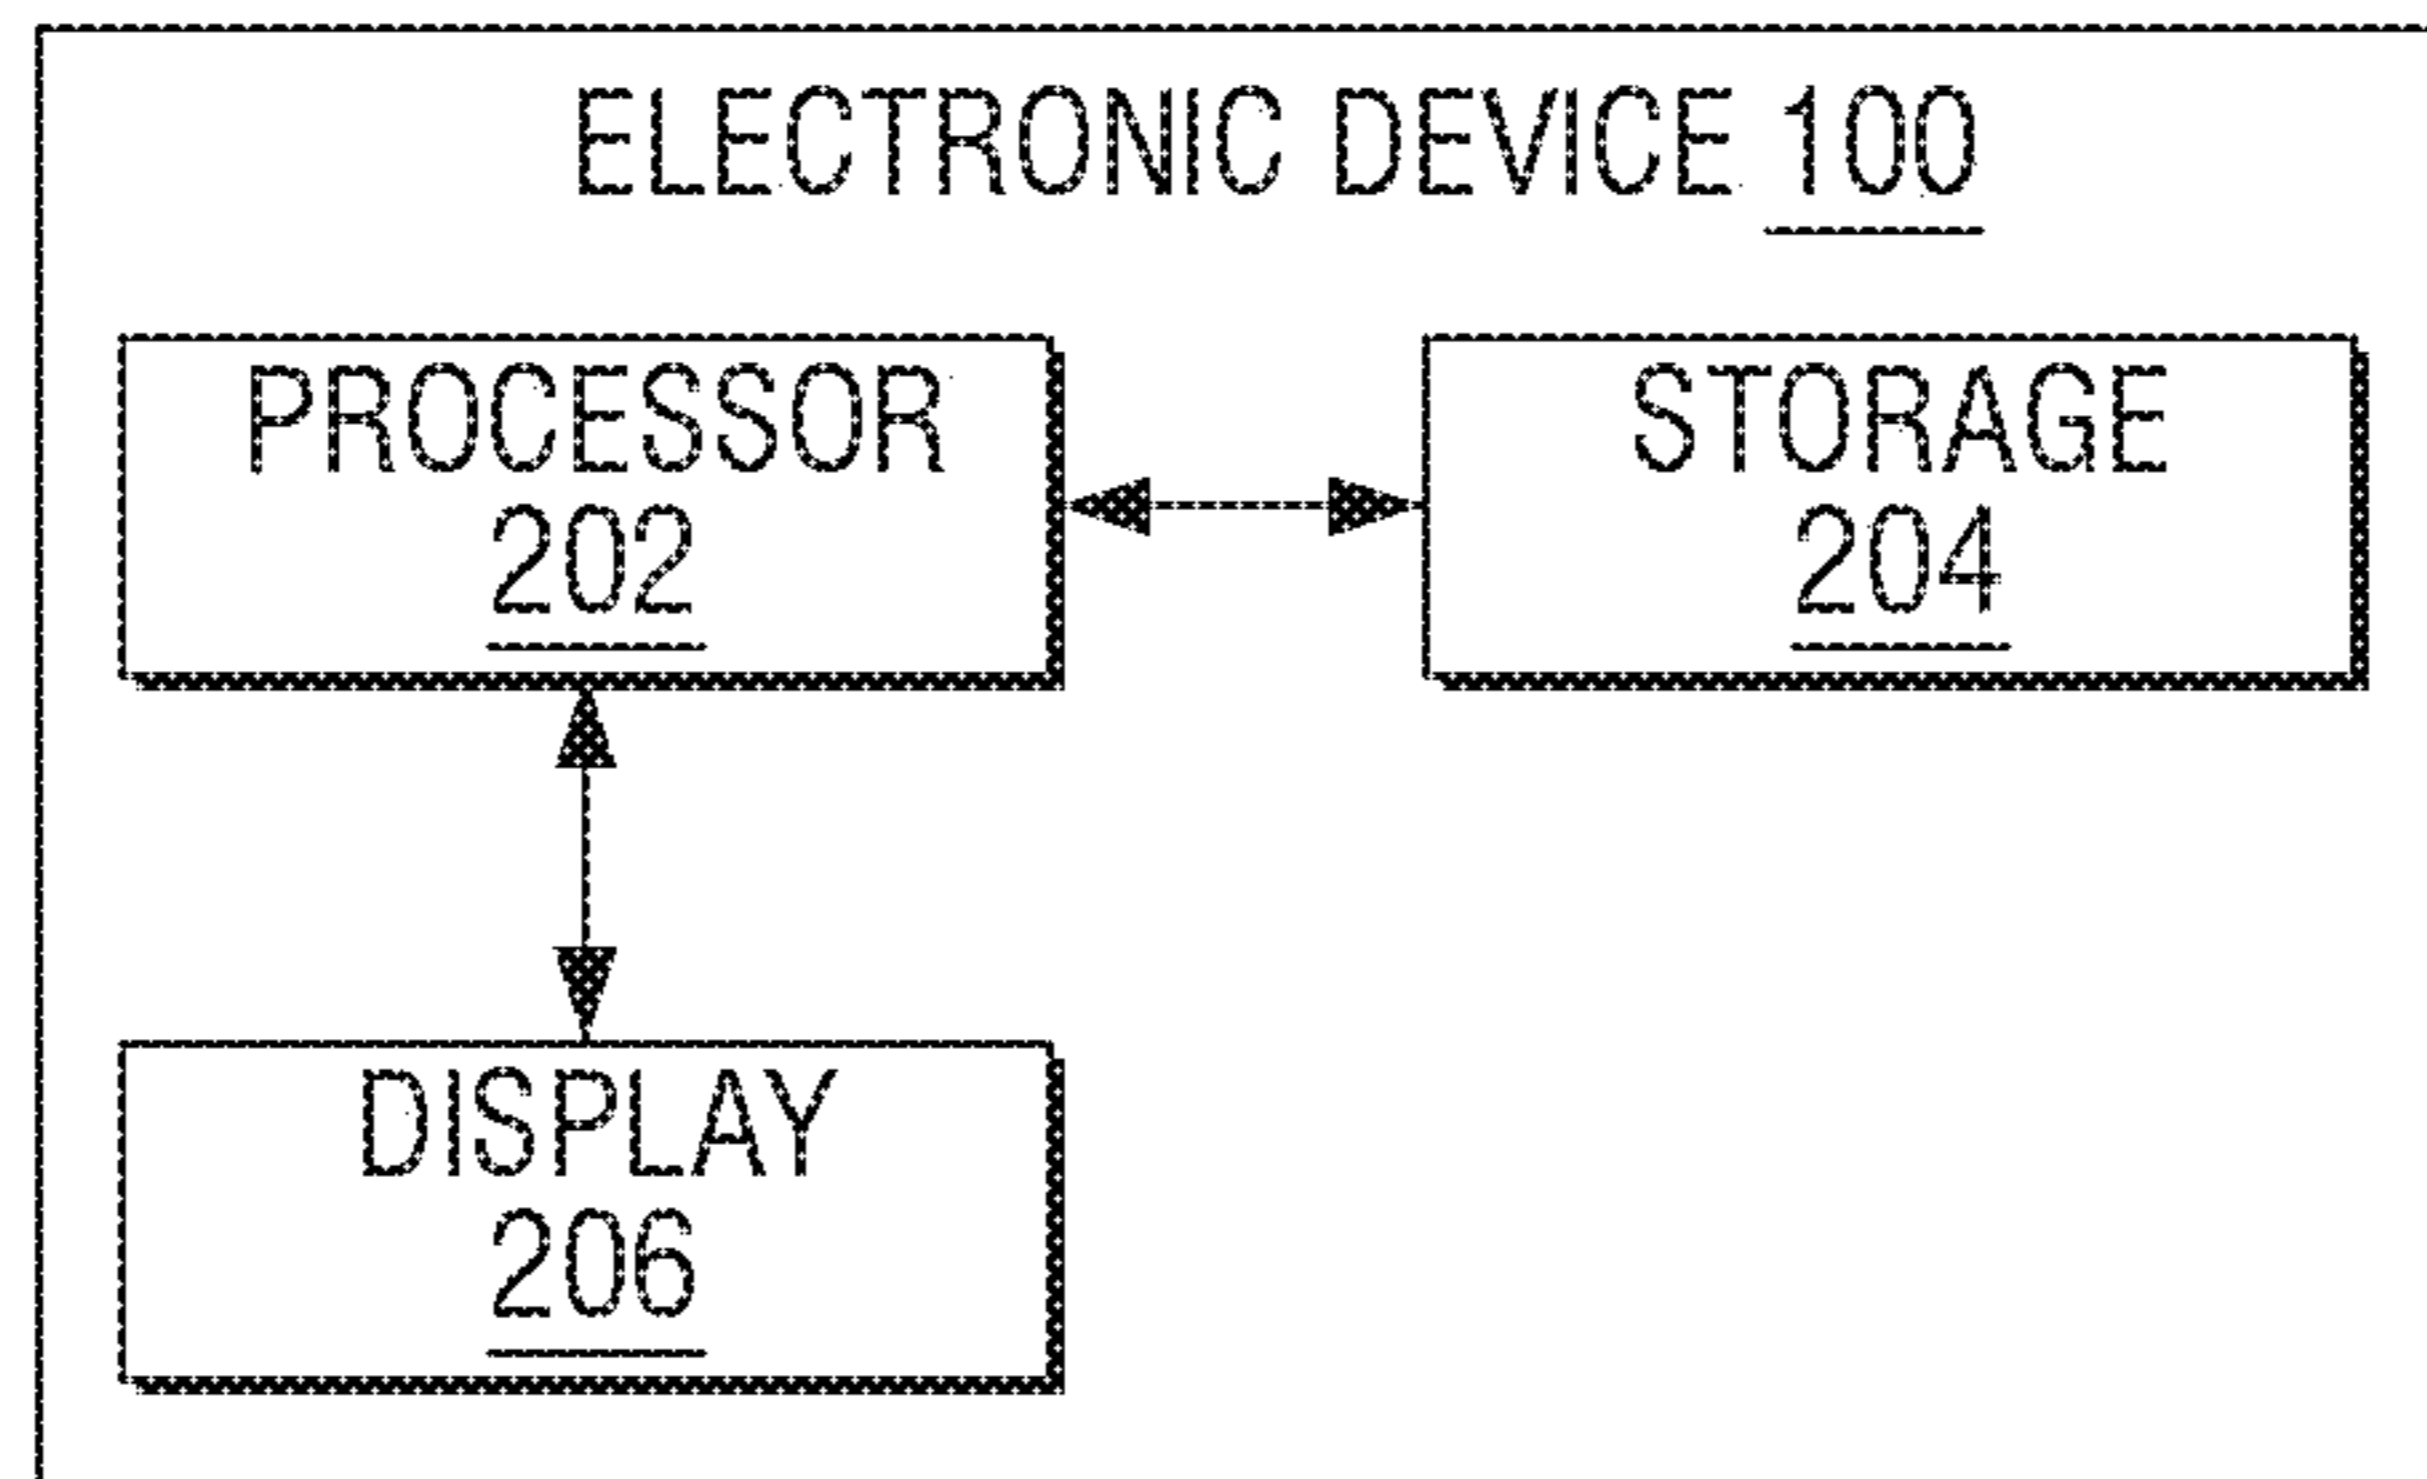 ELECTRONIC DEVICE 100
PROCESSOR
202
STORAGE
204
DISPLAY
206